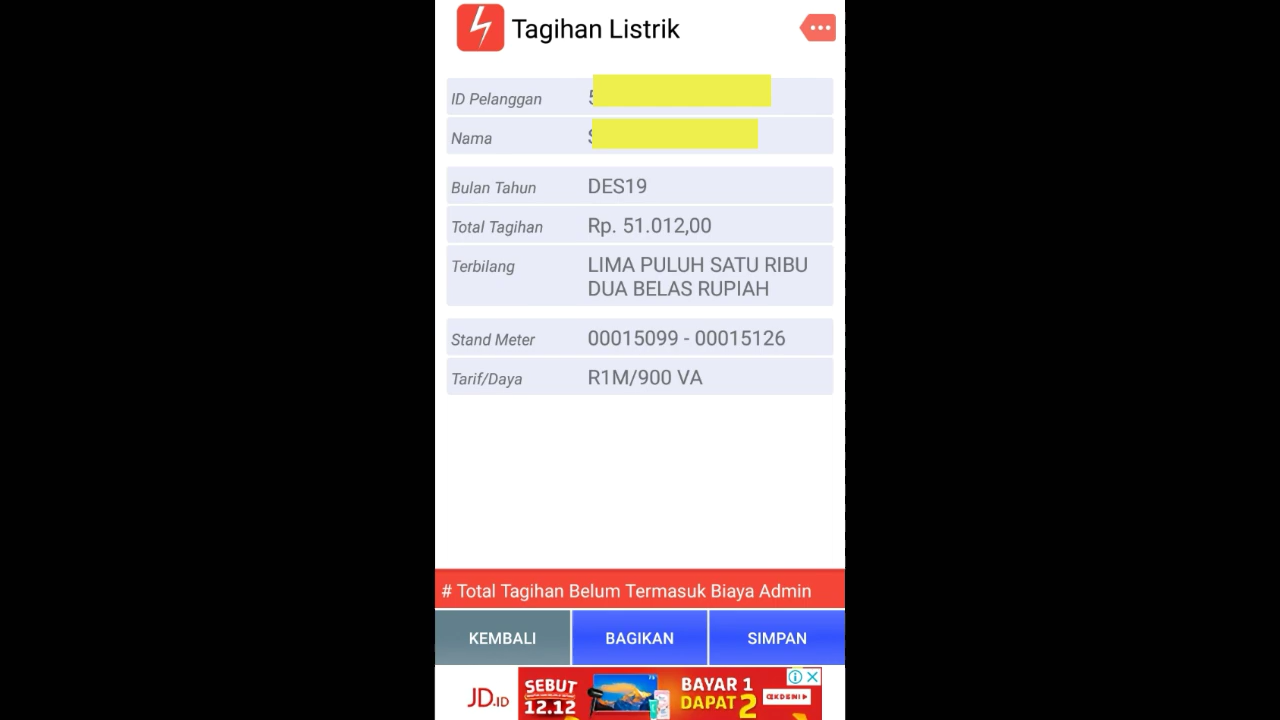 Tagihan Listrik
ID Pelanggan
Nama
Bulan Tahun DES19
Total Tagihan Rp. 51.012,00
Terbilang LIMA PULUH SATU RIBU
DUA BELAS RUPIAH
Stand Meter 00015099 - 00015126
Tarif/Daya R1M/900 VA
# Total Tagihan Belum Termasuk Biaya Admin
KEMBALI BAGIKAN SIMPAN
JD.ID SEBUT 12.12 BAYAR 1 DAPAT 2